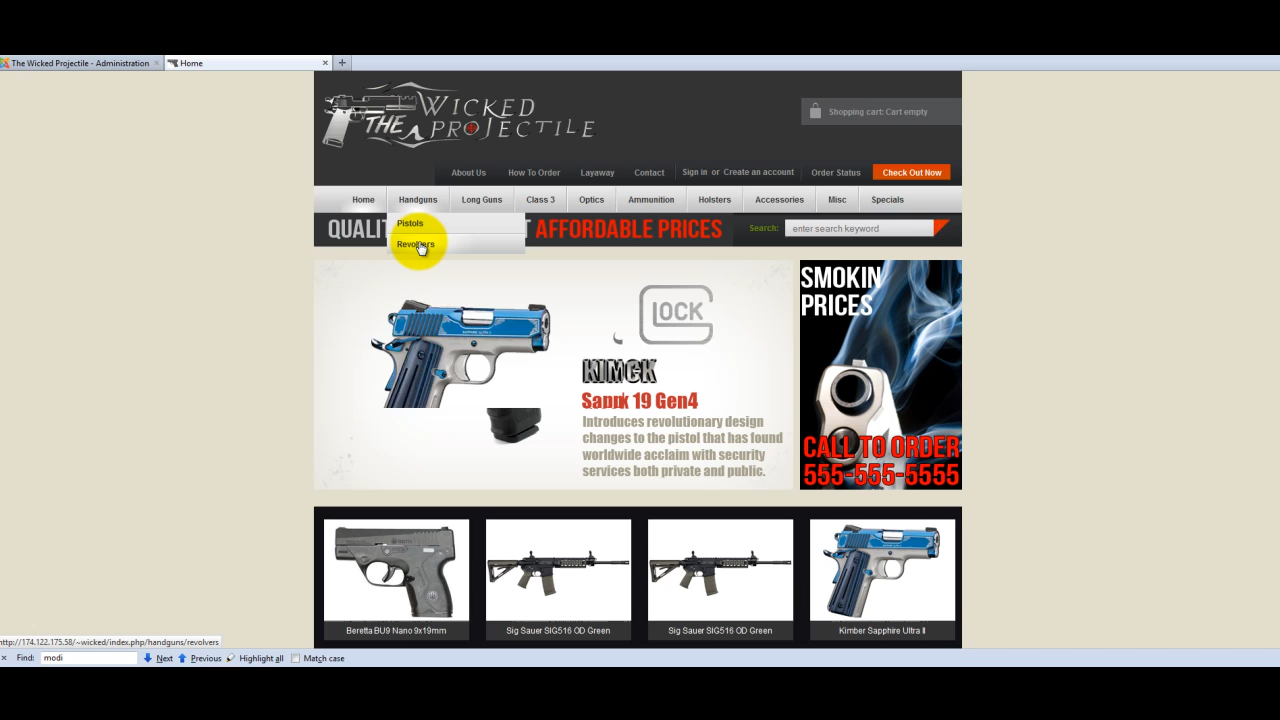 The Wicked Projectile - Administration
Home
WICKED
THE PROJECTILE
Shopping cart: Cart empty
About Us How To Order Layaway Contact Sign in or Create an account Order Status Check Out Now
Home Handguns Long Guns Class 3 Optics Ammunition Holsters Accessories Misc Specials
Pistols
Revolvers
AFFORDABLE PRICES
Search: enter search keyword
GLOCK
19 Gen4
Introduces revolutionary design
changes to the pistol that has found
worldwide acclaim with security
services both private and public.
SMOKIN
PRICES
CALL TO ORDER
555-555-5555
Beretta BU9 Nano 9x19mm Sig Sauer SIG516 OD Green Sig Sauer SIG516 OD Green Kimber Sapphire Ultra II
http://174.122.175.58/~wicked/index.php/handguns/revolvers
Find: modi Next Previous Highlight all Match case